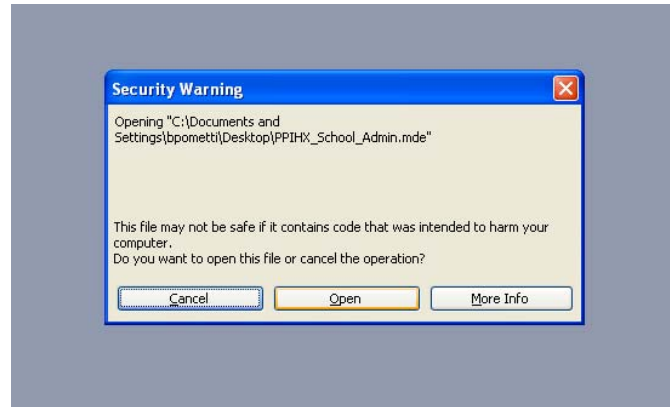 Security Warning
Opening "C:\Documents and
Settings\bpometti\Desktop\PPIHX_School_Admin.mde"
This file may not be safe if it contains code that was intended to harm your
computer.
Do you want to open this file or cancel the operation?
Cancel Open More Info